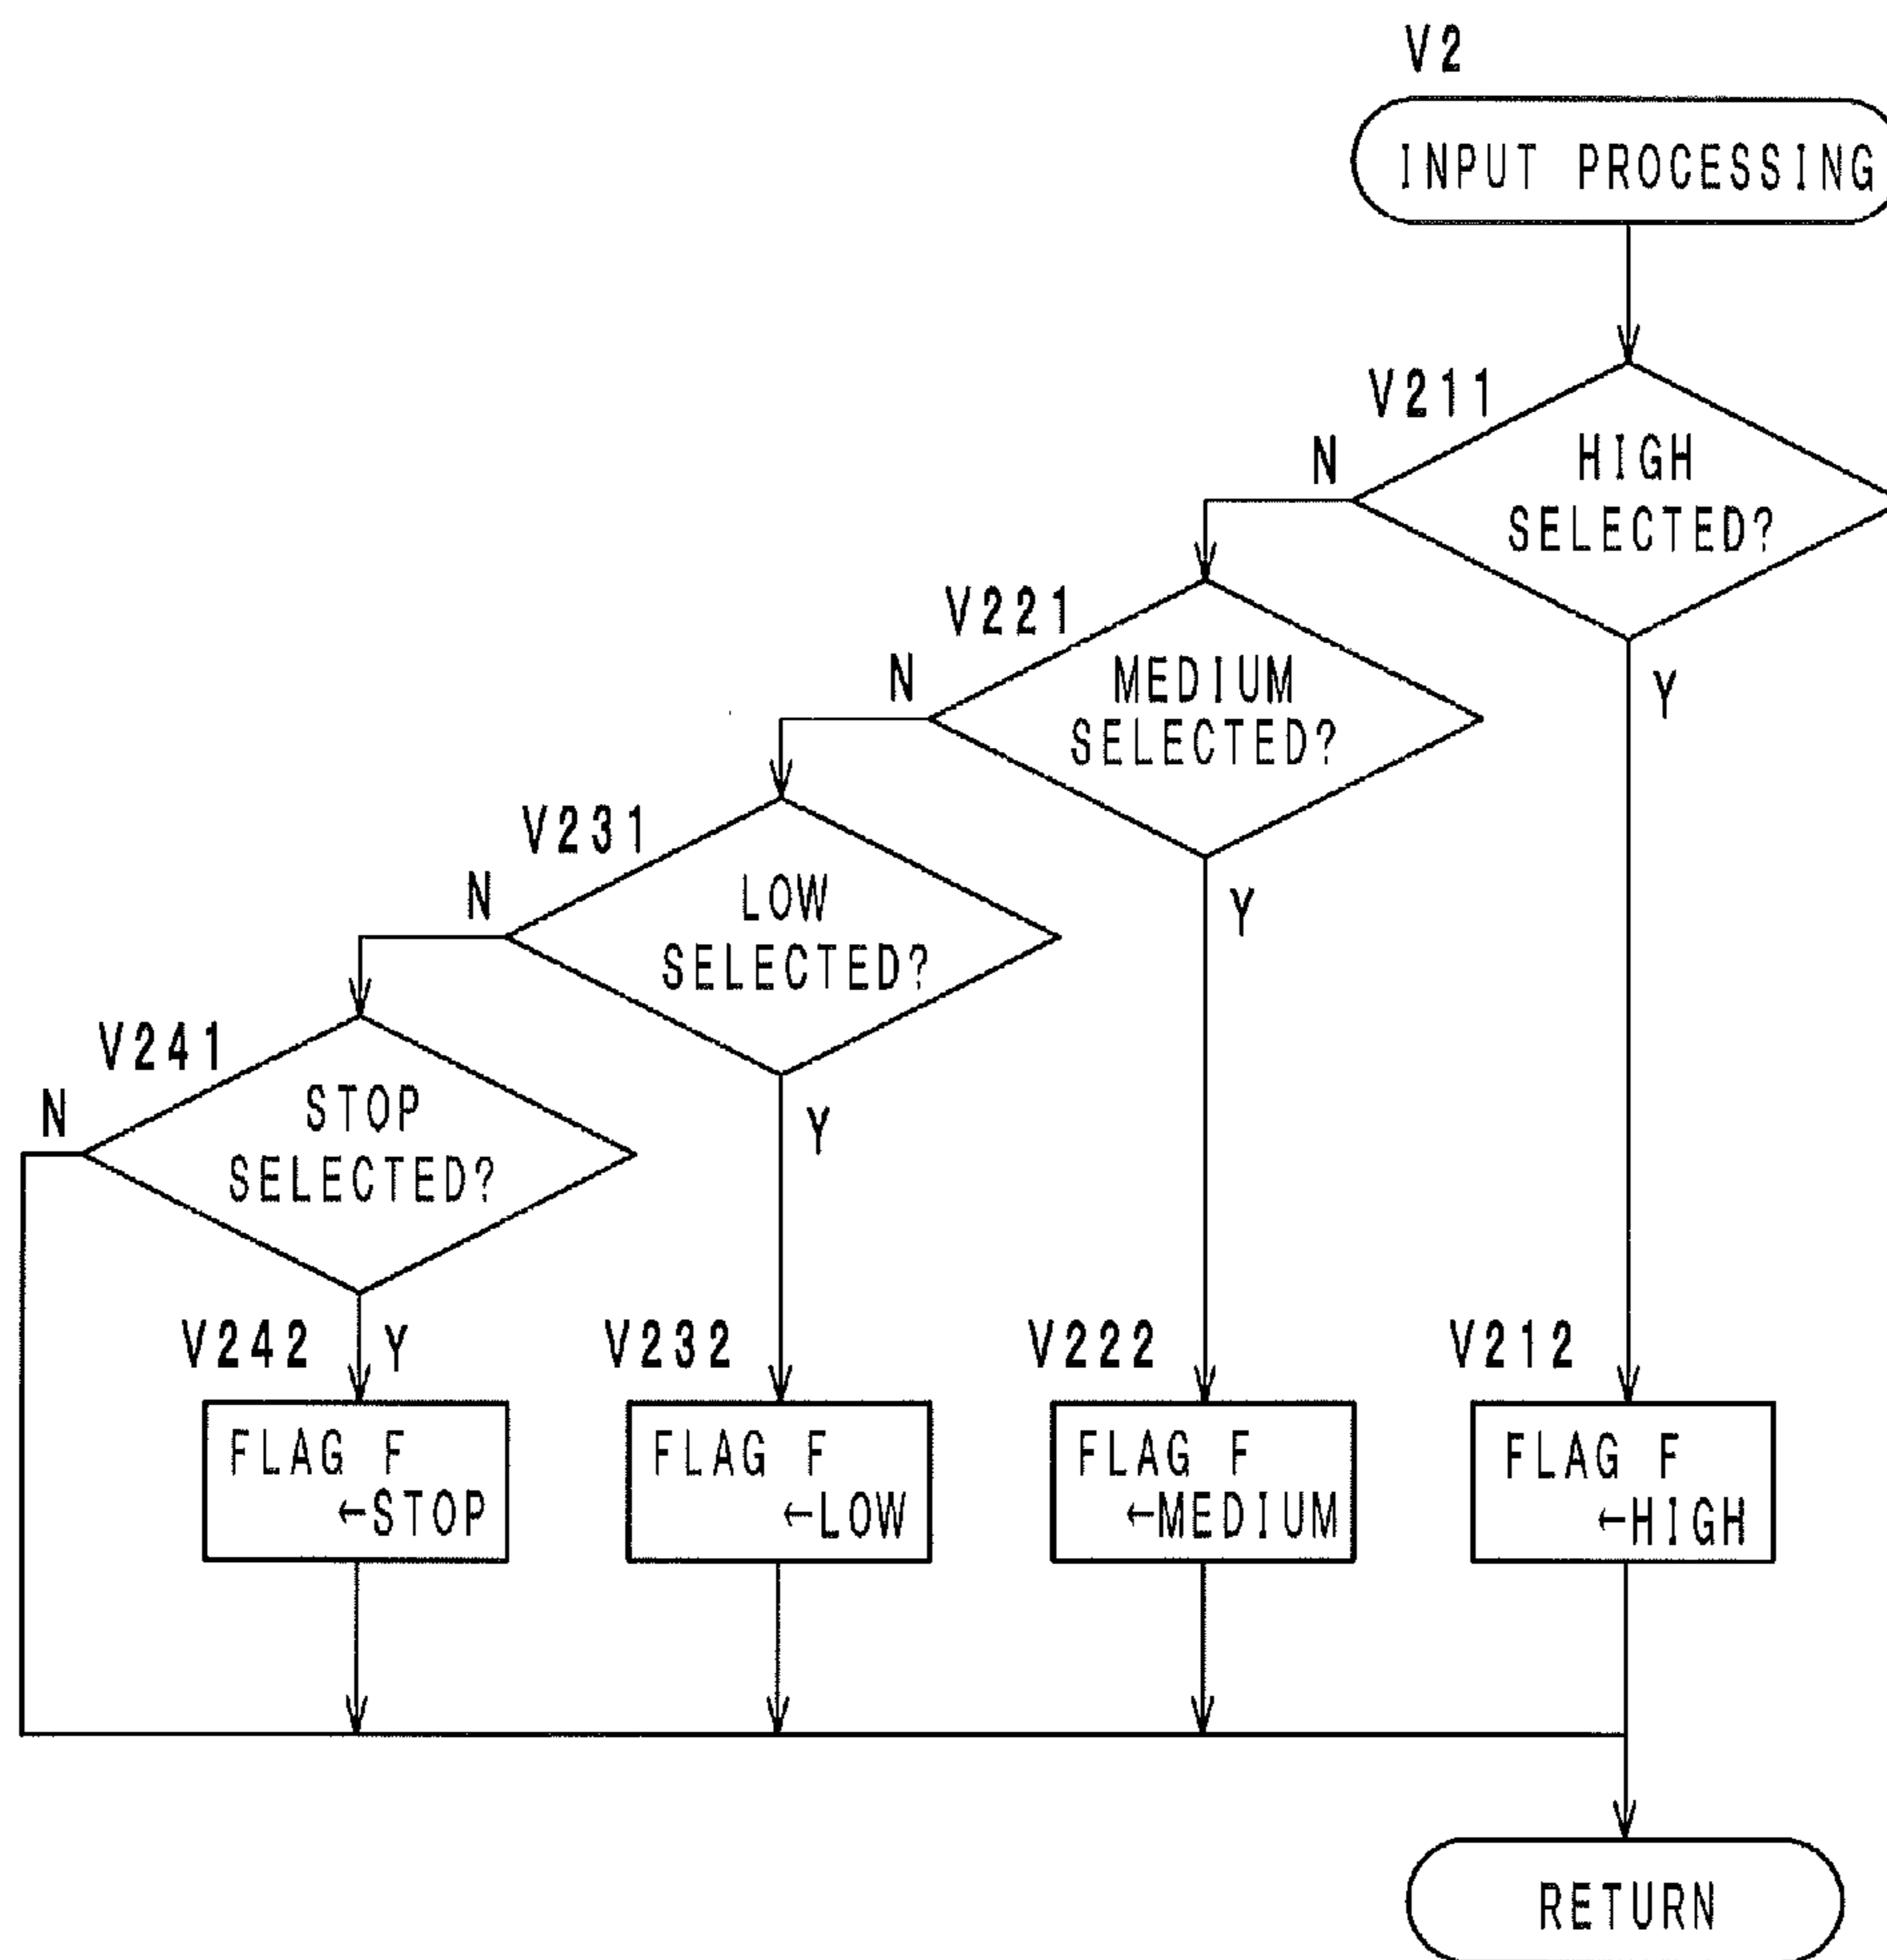 V2
INPUT PROCESSING
V211
N
HIGH
SELECTED?
Y
V221
N
MEDIUM
SELECTED?
Y
V231
N
LOW
SELECTED?
Y
V241
N
STOP
SELECTED?
Y
V242
FLAG F
←STOP
V232
FLAG F
←LOW
V222
FLAG F
←MEDIUM
V212
FLAG F
←HIGH
RETURN